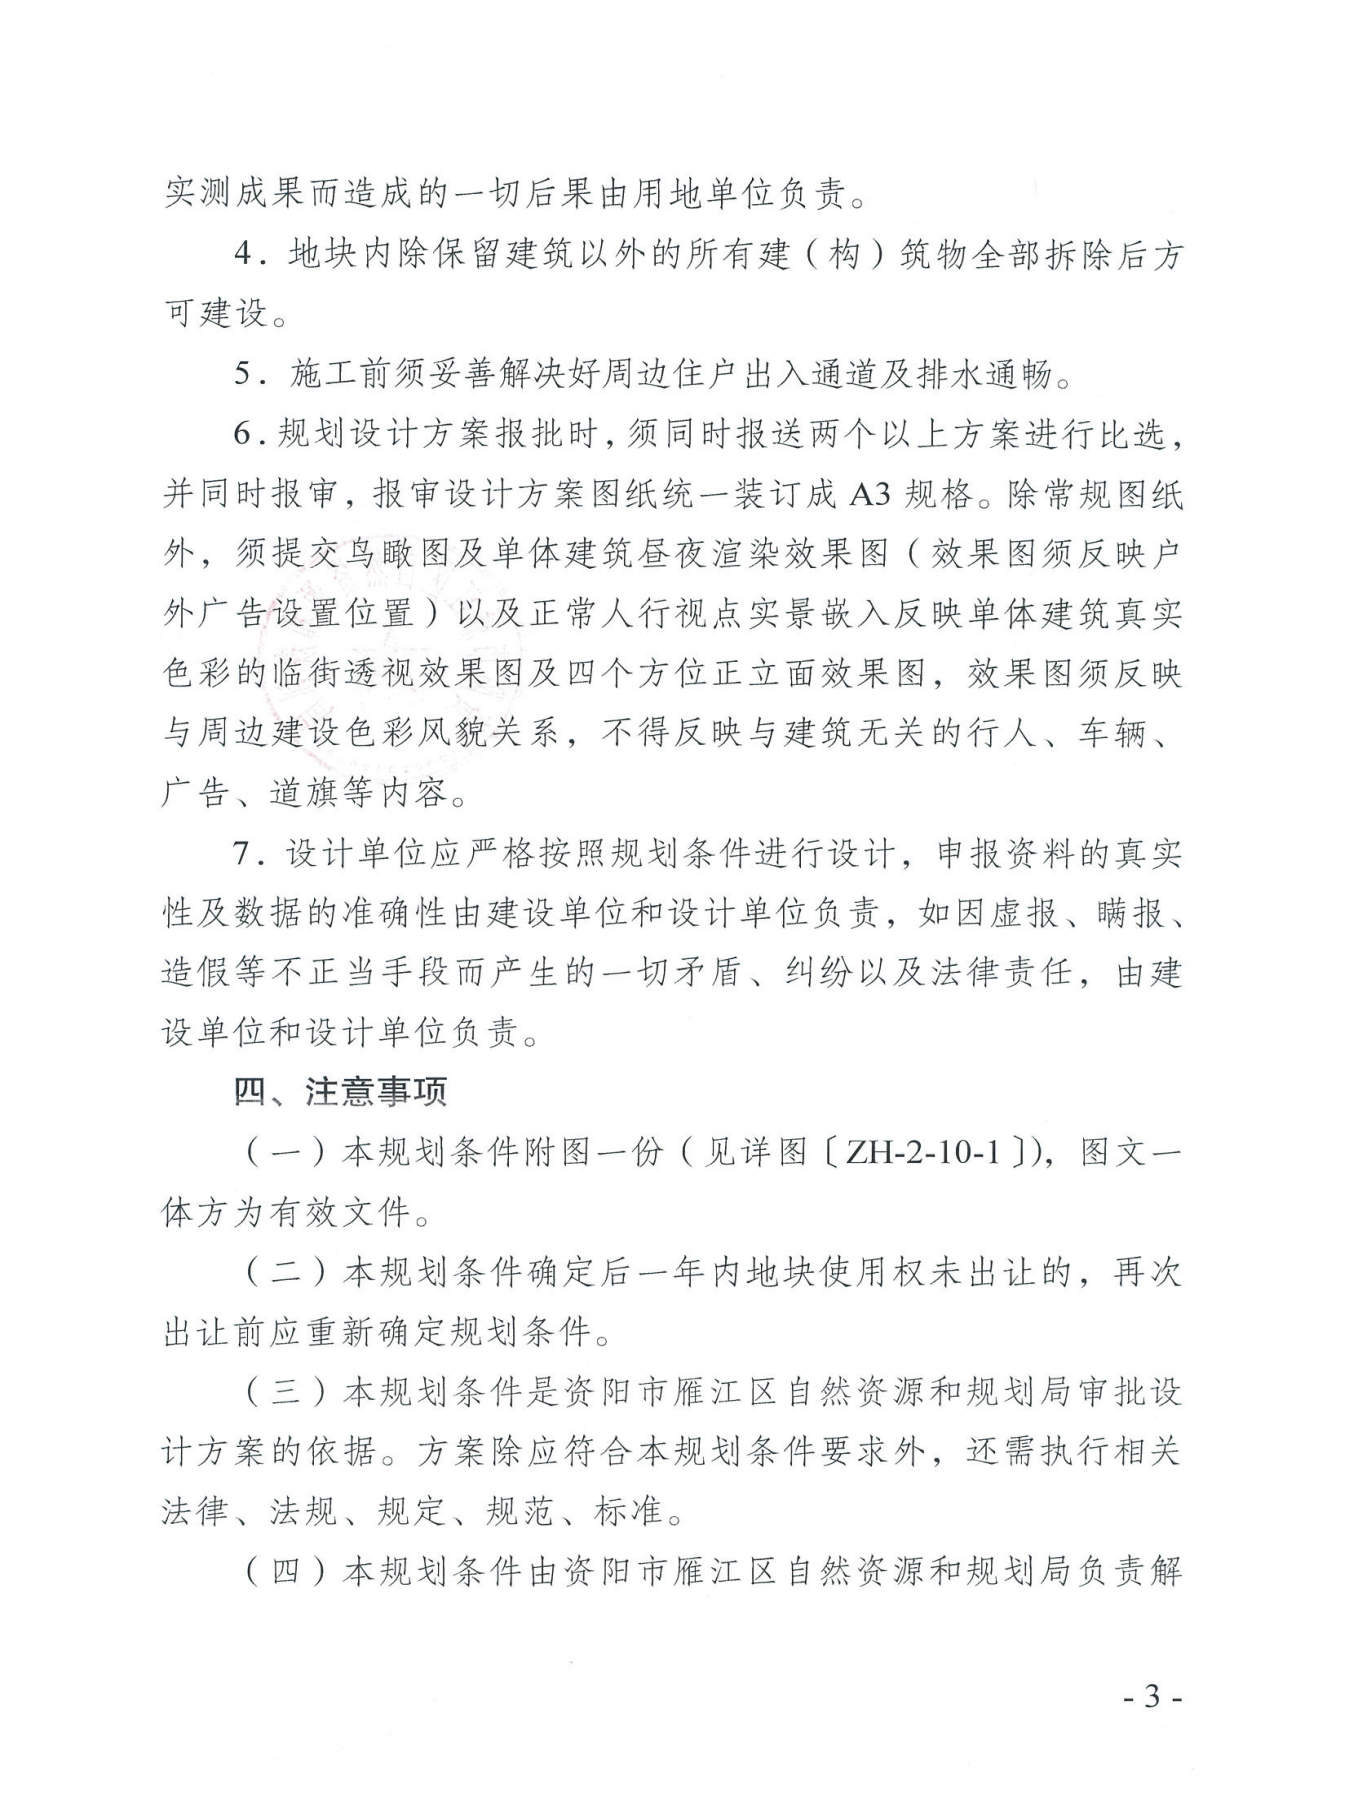 实测成果而造成的一切后果由用地单位负责。
4. 地块内除保留建筑以外的所有建（构）筑物全部拆除后方
可建设。
5. 施工前须妥善解决好周边住户出入通道及排水通畅。
6.规划设计方案报批时，须同时报送两个以上方案进行比选，
并同时报审，报审设计方案图纸统一装订成 A3 规格。除常规图纸
外，须提交鸟瞰图及单体建筑昼夜渲染效果图（效果图须反映户
外广告设置位置）以及正常人行视点实景嵌入反映单体建筑真实
色彩的临街透视效果图及四个方位正立面效果图，效果图须反映
与周边建设色彩风貌关系，不得反映与建筑无关的行人、车辆、
广告、道旗等内容。
7. 设计单位应严格按照规划条件进行设计，申报资料的真实
性及数据的准确性由建设单位和设计单位负责，如因虚报、瞒报、
造假等不正当手段而产生的一切矛盾、纠纷以及法律责任，由建
设单位和设计单位负责。
四、注意事项
（一）本规划条件附图一份（见详图〔ZH-2-10-1〕)，图文一
体方为有效文件。
（二）本规划条件确定后一年内地块使用权未出让的，再次
出让前应重新确定规划条件。
（三）本规划条件是资阳市雁江区自然资源和规划局审批设
计方案的依据。方案除应符合本规划条件要求外，还需执行相关
法律、法规、规定、规范、标准。
（四）本规划条件由资阳市雁江区自然资源和规划局负责解
- 3 -